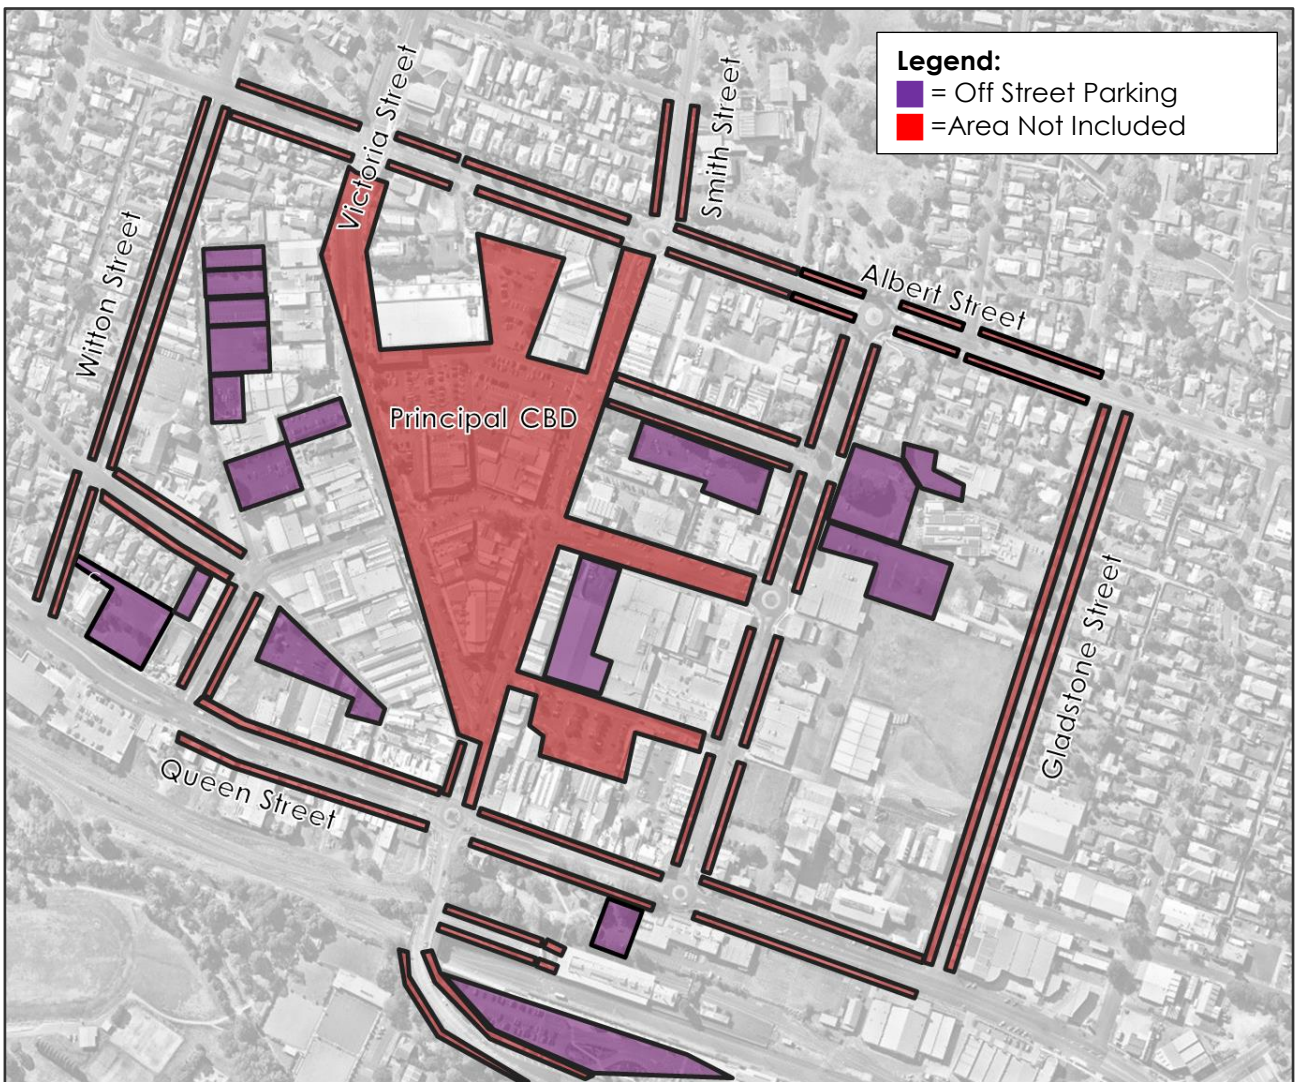 Legend:
= Off Street Parking
=Area Not Included
Victoria Street
Smith Street
Witton Street
Albert Street
Principal CBD
Gladstone Street
Queen Street